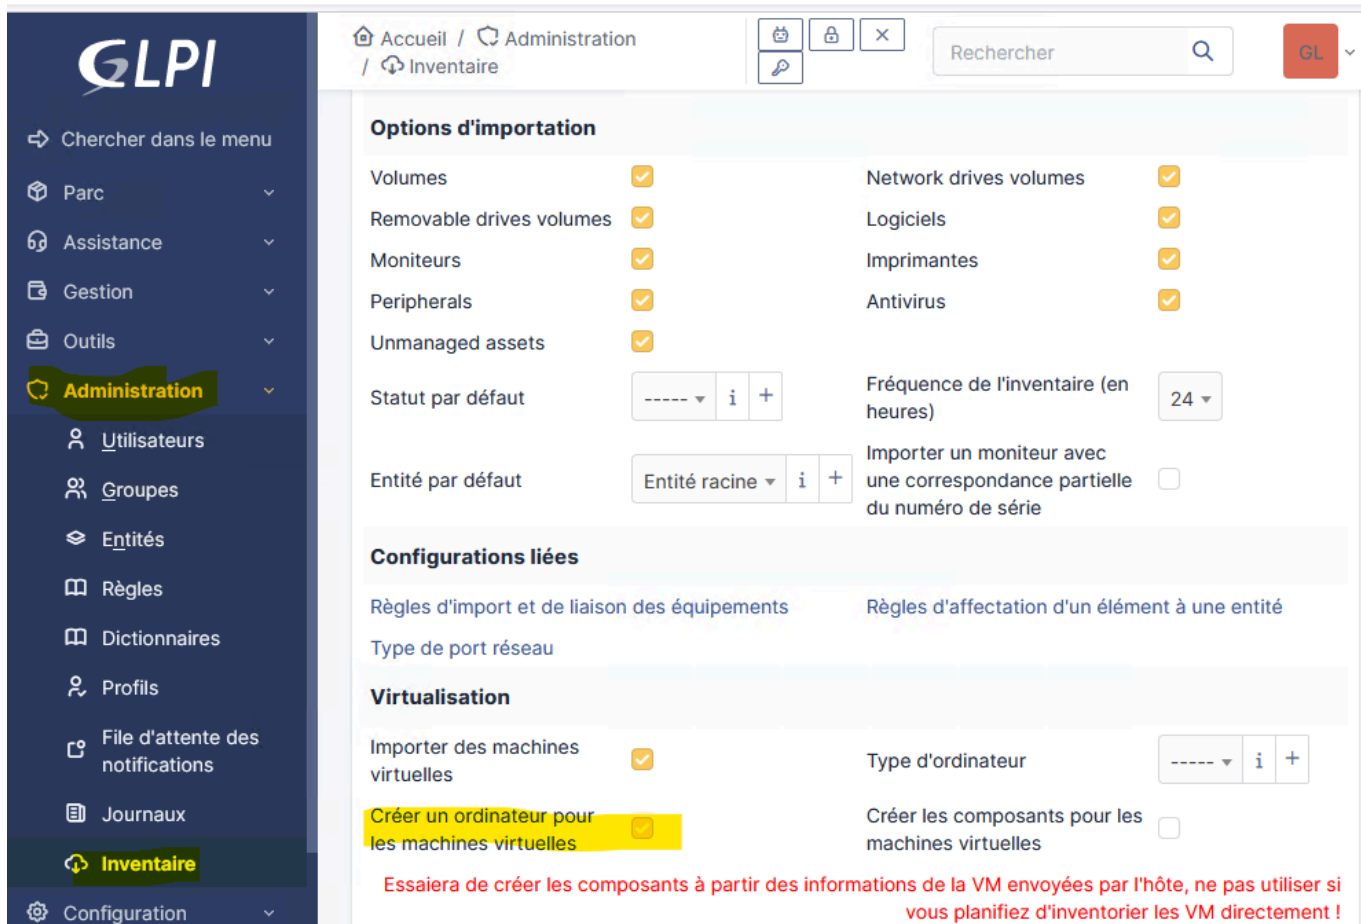 GLPI
Chercher dans le menu
Parc
Assistance
Gestion
Outils
Administration
Utilisateurs
Groupes
Entités
Règles
Dictionnaires
Profils
File d'attente des
notifications
Journaux
Inventaire
Configuration
Accueil / Administration
/ Inventaire
Rechercher
GL
Options d'importation
Volumes
Network drives volumes
Removable drives volumes
Logiciels
Moniteurs
Imprimantes
Peripherals
Antivirus
Unmanaged assets
Statut par défaut
----- i +
Fréquence de l'inventaire (en
heures)
24
Entité par défaut
Entité racine i +
Importer un moniteur avec
une correspondance partielle
du numéro de série
Configurations liées
Règles d'import et de liaison des équipements
Règles d'affectation d'un élément à une entité
Type de port réseau
Virtualisation
Importer des machines
virtuelles
Type d'ordinateur
----- i +
Créer un ordinateur pour
les machines virtuelles
Créer les composants pour les
machines virtuelles
Essaiera de créer les composants à partir des informations de la VM envoyées par l'hôte, ne pas utiliser si
vous planifiez d'inventorier les VM directement !